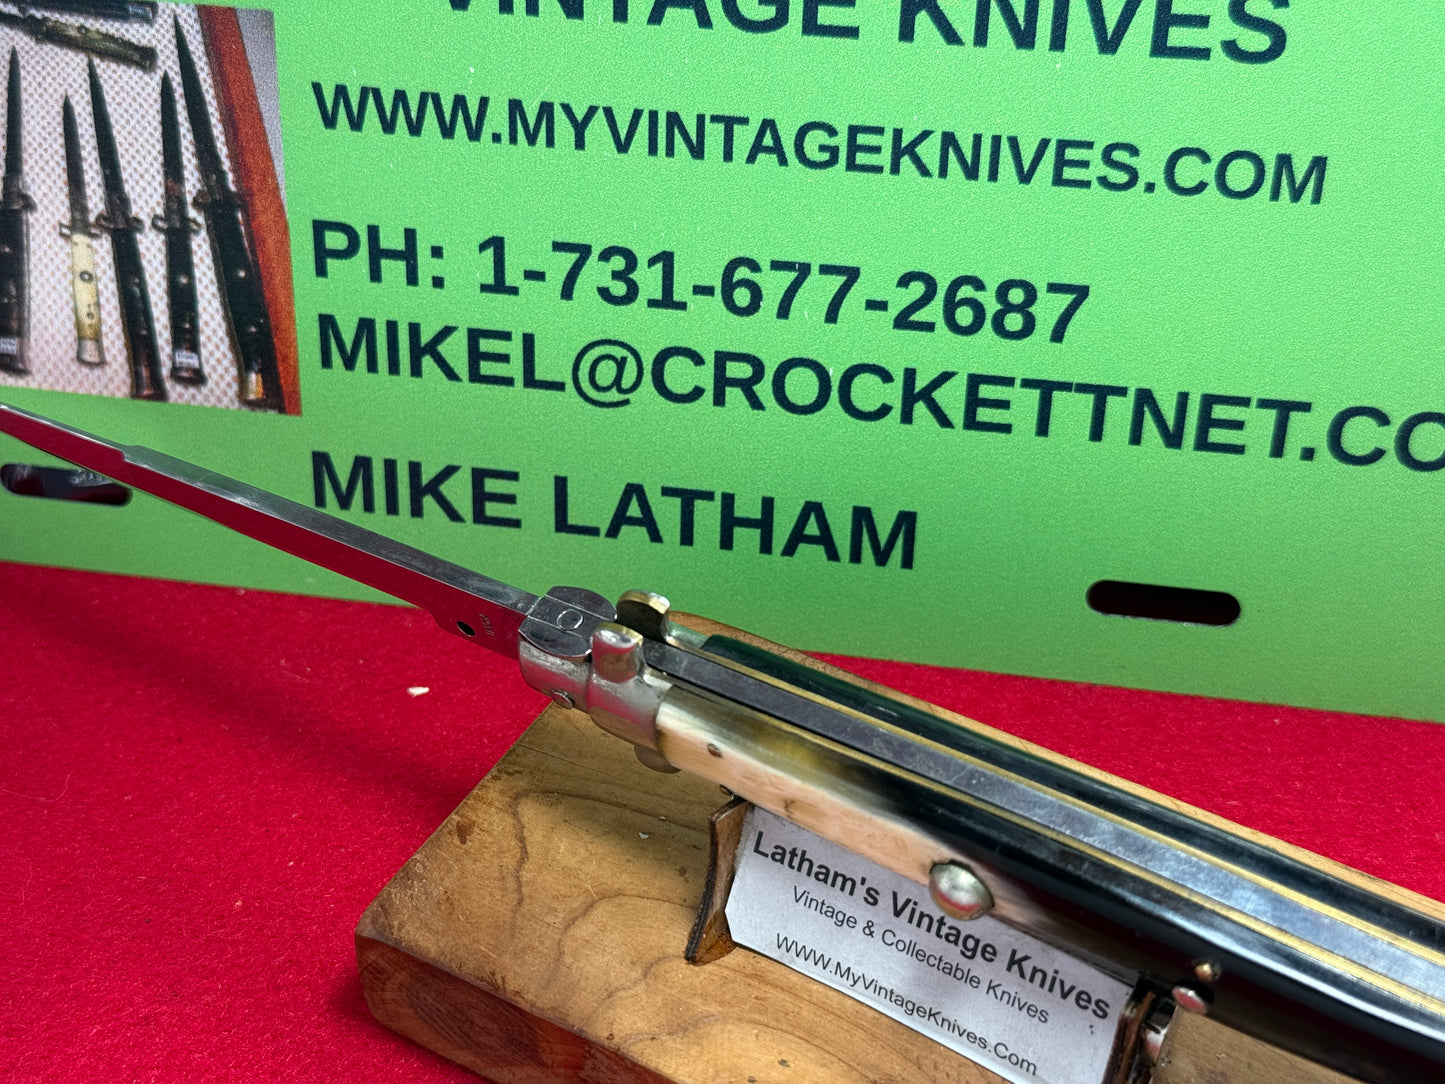 VINTAGE KNIVES
WWW.MYVINTAGEKNIVES.COM
PH: 1-731-677-2687
MIKEL@CROCKETTNET.CO
MIKE LATHAM
Latham's Vintage Knives
Vintage & Collectable Knives
WWW.MyVintageKnives.Com